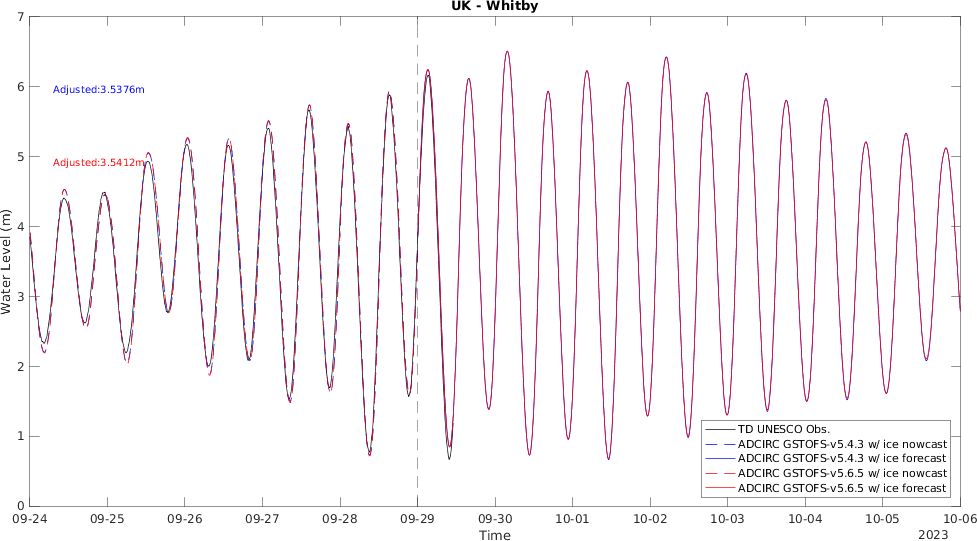 UK - Whitby
7
6
5
4
3
2
1
0
Water Level (m)
Adjusted:3.5376m
Adjusted:3.5412m
TD UNESCO Obs.
ADCIRC GSTOFS-v5.4.3 w/ ice nowcast
ADCIRC GSTOFS-v5.4.3 w/ ice forecast
ADCIRC GSTOFS-v5.6.5 w/ ice nowcast
ADCIRC GSTOFS-v5.6.5 w/ ice forecast
09-24 09-25 09-26 09-27 09-28 09-29 09-30 10-01 10-02 10-03 10-04 10-05 10-06
Time
2023